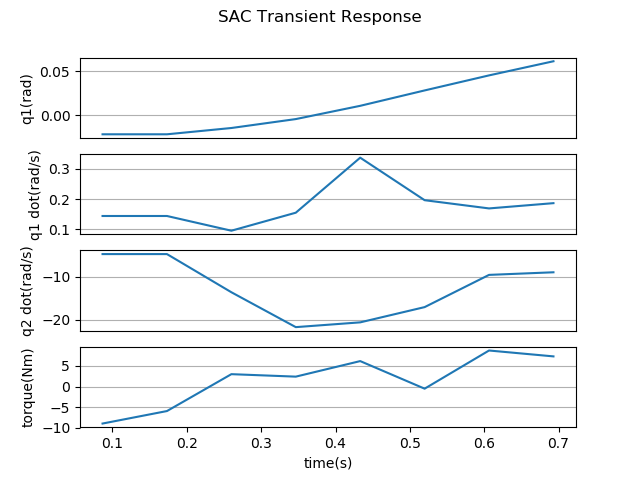 SAC Transient Response
q1(rad)
0.05
0.00
q1 dot(rad/s)
0.3
0.2
0.1
q2 dot(rad/s)
−10
−20
torque(Nm)
5
0
−5
−10
0.1 0.2 0.3 0.4 0.5 0.6 0.7
time(s)